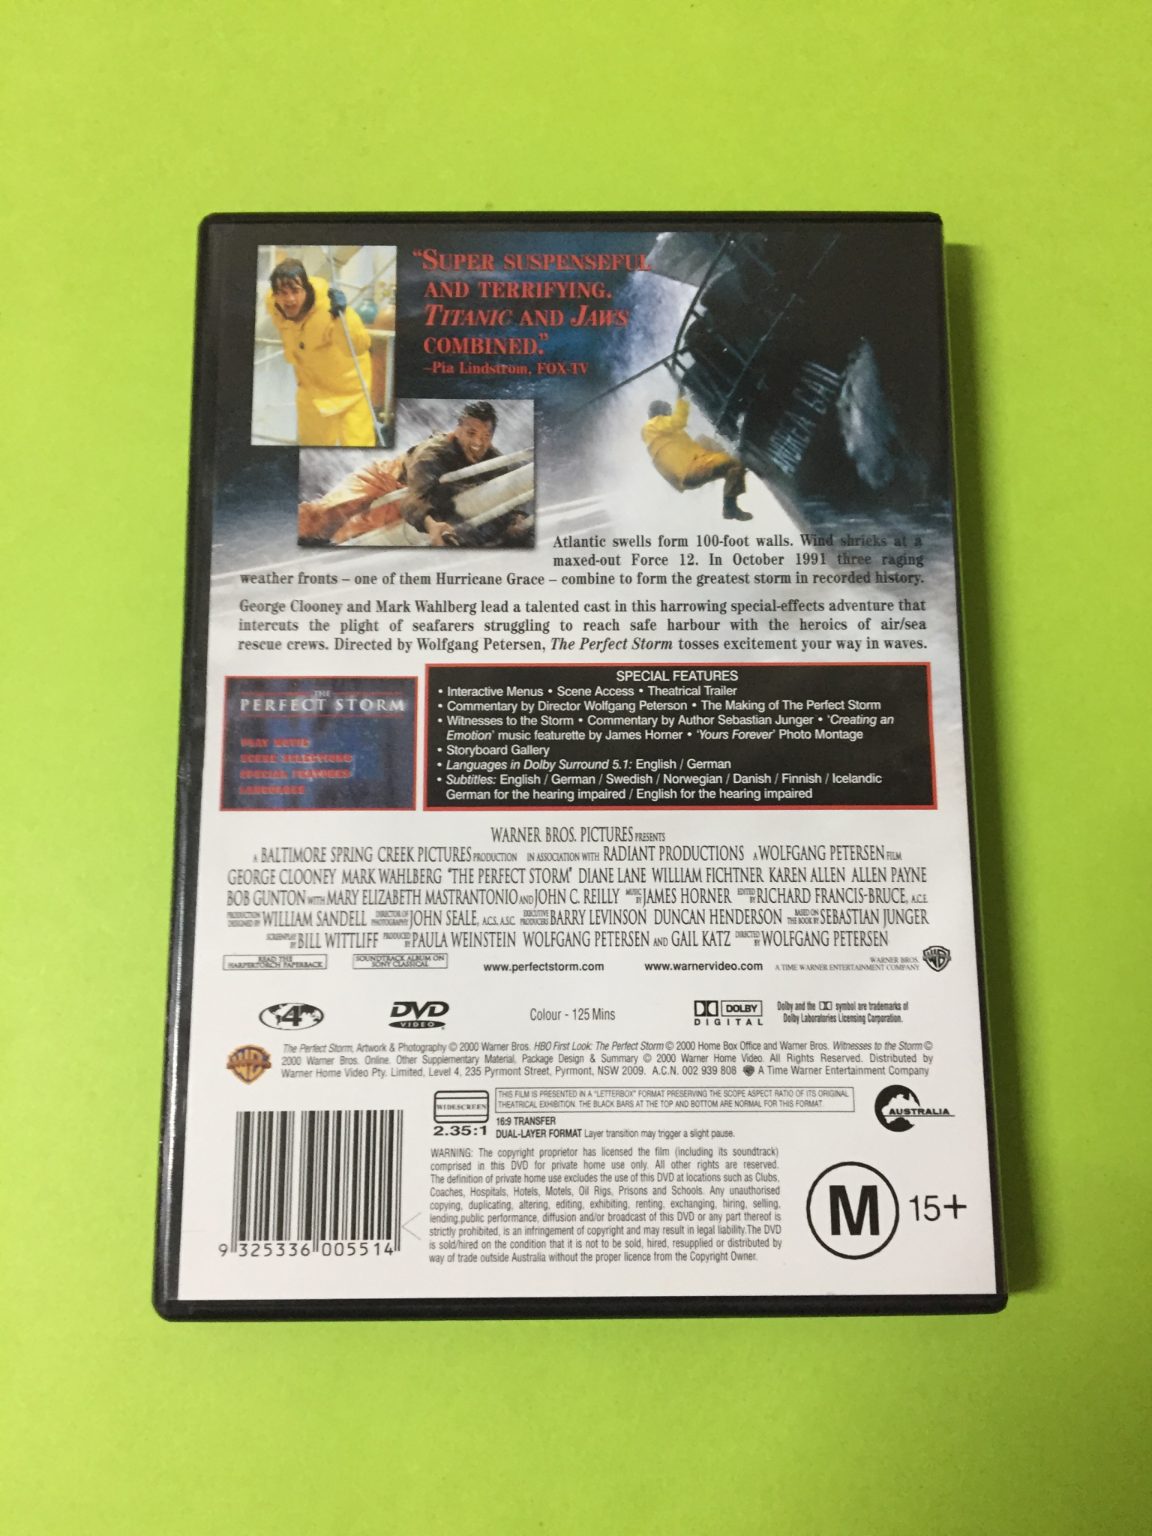 “SUPER SUSPENSEFUL
AND TERRIFYING.
TITANIC AND JAWS
COMBINED.”
–Pia Lindstrom, FOX-TV
ANDREA GAIL
Atlantic swells form 100-foot walls. Wind shrieks at a
maxed-out Force 12. In October 1991 three raging
weather fronts – one of them Hurricane Grace – combine to form the greatest storm in recorded history.
George Clooney and Mark Wahlberg lead a talented cast in this harrowing special-effects adventure that
intercuts the plight of seafarers struggling to reach safe harbour with the heroics of air/sea
rescue crews. Directed by Wolfgang Petersen, The Perfect Storm tosses excitement your way in waves.
THE
PERFECT STORM
PLAY MOVIE
SCENE SELECTIONS
SPECIAL FEATURES
LANGUAGES
SPECIAL FEATURES
• Interactive Menus • Scene Access • Theatrical Trailer
• Commentary by Director Wolfgang Peterson • The Making of The Perfect Storm
• Witnesses to the Storm • Commentary by Author Sebastian Junger • 'Creating an
Emotion' music featurette by James Horner • 'Yours Forever' Photo Montage
• Storyboard Gallery
• Languages in Dolby Surround 5.1: English / German
• Subtitles: English / German / Swedish / Norwegian / Danish / Finnish / Icelandic
German for the hearing impaired / English for the hearing impaired
WARNER BROS. PICTURES PRESENTS
A BALTIMORE SPRING CREEK PICTURES PRODUCTION IN ASSOCIATION WITH RADIANT PRODUCTIONS A WOLFGANG PETERSEN FILM
GEORGE CLOONEY MARK WAHLBERG "THE PERFECT STORM" DIANE LANE WILLIAM FICHTNER KAREN ALLEN ALLEN PAYNE
BOB GUNTON WITH MARY ELIZABETH MASTRANTONIO AND JOHN C. REILLY MUSIC BY JAMES HORNER EDITED BY RICHARD FRANCIS-BRUCE, A.C.E.
PRODUCTION DESIGNED BY WILLIAM SANDELL DIRECTOR OF PHOTOGRAPHY JOHN SEALE, A.C.S. A.S.C. EXECUTIVE PRODUCERS BARRY LEVINSON DUNCAN HENDERSON BASED ON THE BOOK BY SEBASTIAN JUNGER
SCREENPLAY BY BILL WITTLIFF PRODUCED BY PAULA WEINSTEIN WOLFGANG PETERSEN AND GAIL KATZ DIRECTED BY WOLFGANG PETERSEN
READ THE
HARPERTORCH PAPERBACK
SOUNDTRACK ALBUM ON
SONY CLASSICAL
www.perfectstorm.com
www.warnervideo.com
WARNER BROS.
A TIME WARNER ENTERTAINMENT COMPANY
4
DVD
VIDEO
Colour - 125 Mins
DOLBY
DIGITAL
Dolby and the DD symbol are trademarks of
Dolby Laboratories Licensing Corporation.
The Perfect Storm, Artwork & Photography © 2000 Warner Bros. HBO First Look: The Perfect Storm © 2000 Home Box Office and Warner Bros. Witnesses to the Storm ©
2000 Warner Bros. Online. Other Supplementary Material, Package Design & Summary © 2000 Warner Home Video. All Rights Reserved. Distributed by
Warner Home Video Pty. Limited, Level 4, 235 Pyrmont Street, Pyrmont, NSW 2009. A.C.N. 002 939 808 A Time Warner Entertainment Company
WIDESCREEN
2.35:1
THIS FILM IS PRESENTED IN A "LETTERBOX" FORMAT PRESERVING THE SCOPE ASPECT RATIO OF ITS ORIGINAL
THEATRICAL EXHIBITION. THE BLACK BARS AT THE TOP AND BOTTOM ARE NORMAL FOR THIS FORMAT.
16:9 TRANSFER
DUAL-LAYER FORMAT Layer transition may trigger a slight pause.
AUSTRALIA
WARNING: The copyright proprietor has licensed the film (including its soundtrack)
comprised in this DVD for private home use only. All other rights are reserved.
The definition of private home use excludes the use of this DVD at locations such as Clubs,
Coaches, Hospitals, Hotels, Motels, Oil Rigs, Prisons and Schools. Any unauthorised
copying, duplicating, altering, editing, exhibiting, renting, exchanging, hiring, selling,
lending,public performance, diffusion and/or broadcast of this DVD or any part thereof is
strictly prohibited, is an infringement of copyright and may result in legal liability.The DVD
is sold/hired on the condition that it is not to be sold, hired, resupplied or distributed by
way of trade outside Australia without the proper licence from the Copyright Owner.
9 325336 005514
M 15+